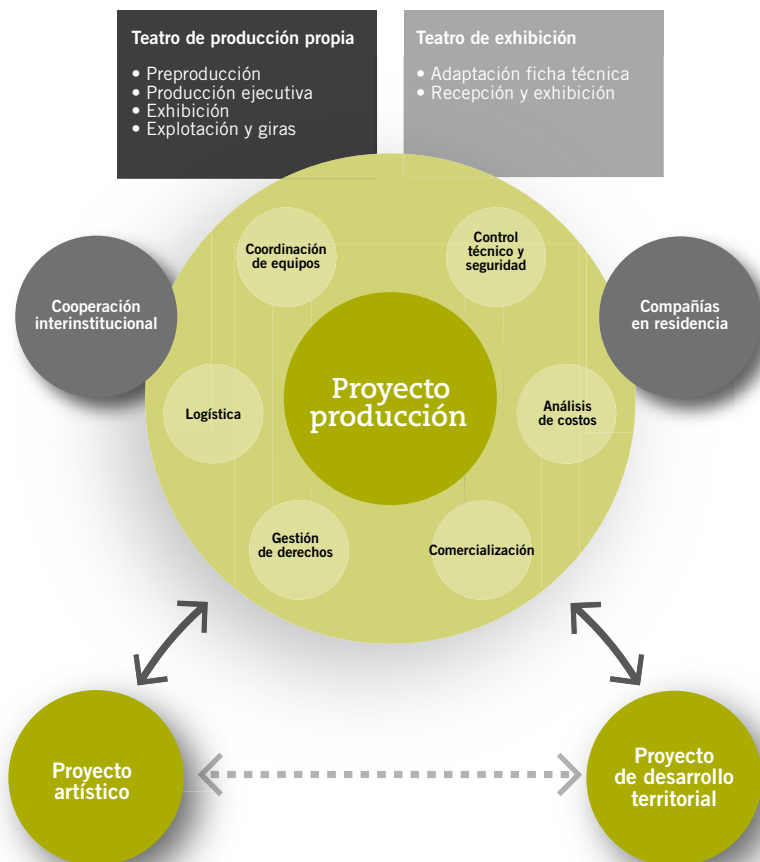 Teatro de producción propia
• Preproducción
• Producción ejecutiva
• Exhibición
• Explotación y giras
Teatro de exhibición
• Adaptación ficha técnica
• Recepción y exhibición
Coordinación
de equipos
Control
técnico y
seguridad
Cooperación
interinstitucional
Compañías
en residencia
Proyecto
producción
Logística
Análisis
de costos
Gestión
de derechos
Comercialización
Proyecto
artístico
Proyecto
de desarrollo
territorial